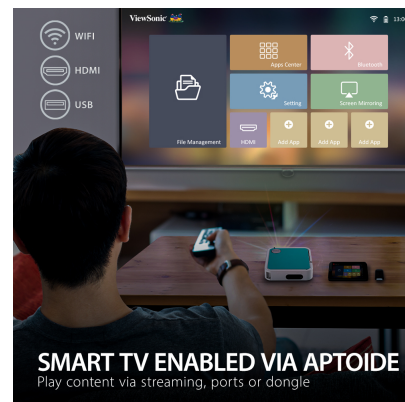 ViewSonic
13:00
WIFI
HDMI
USB
Apps Center
Bluetooth
Setting
Screen Mirroring
File Management
HDMI
Add App
Add App
Add App
SMART TV ENABLED VIA APTOIDE
Play content via streaming, ports or dongle